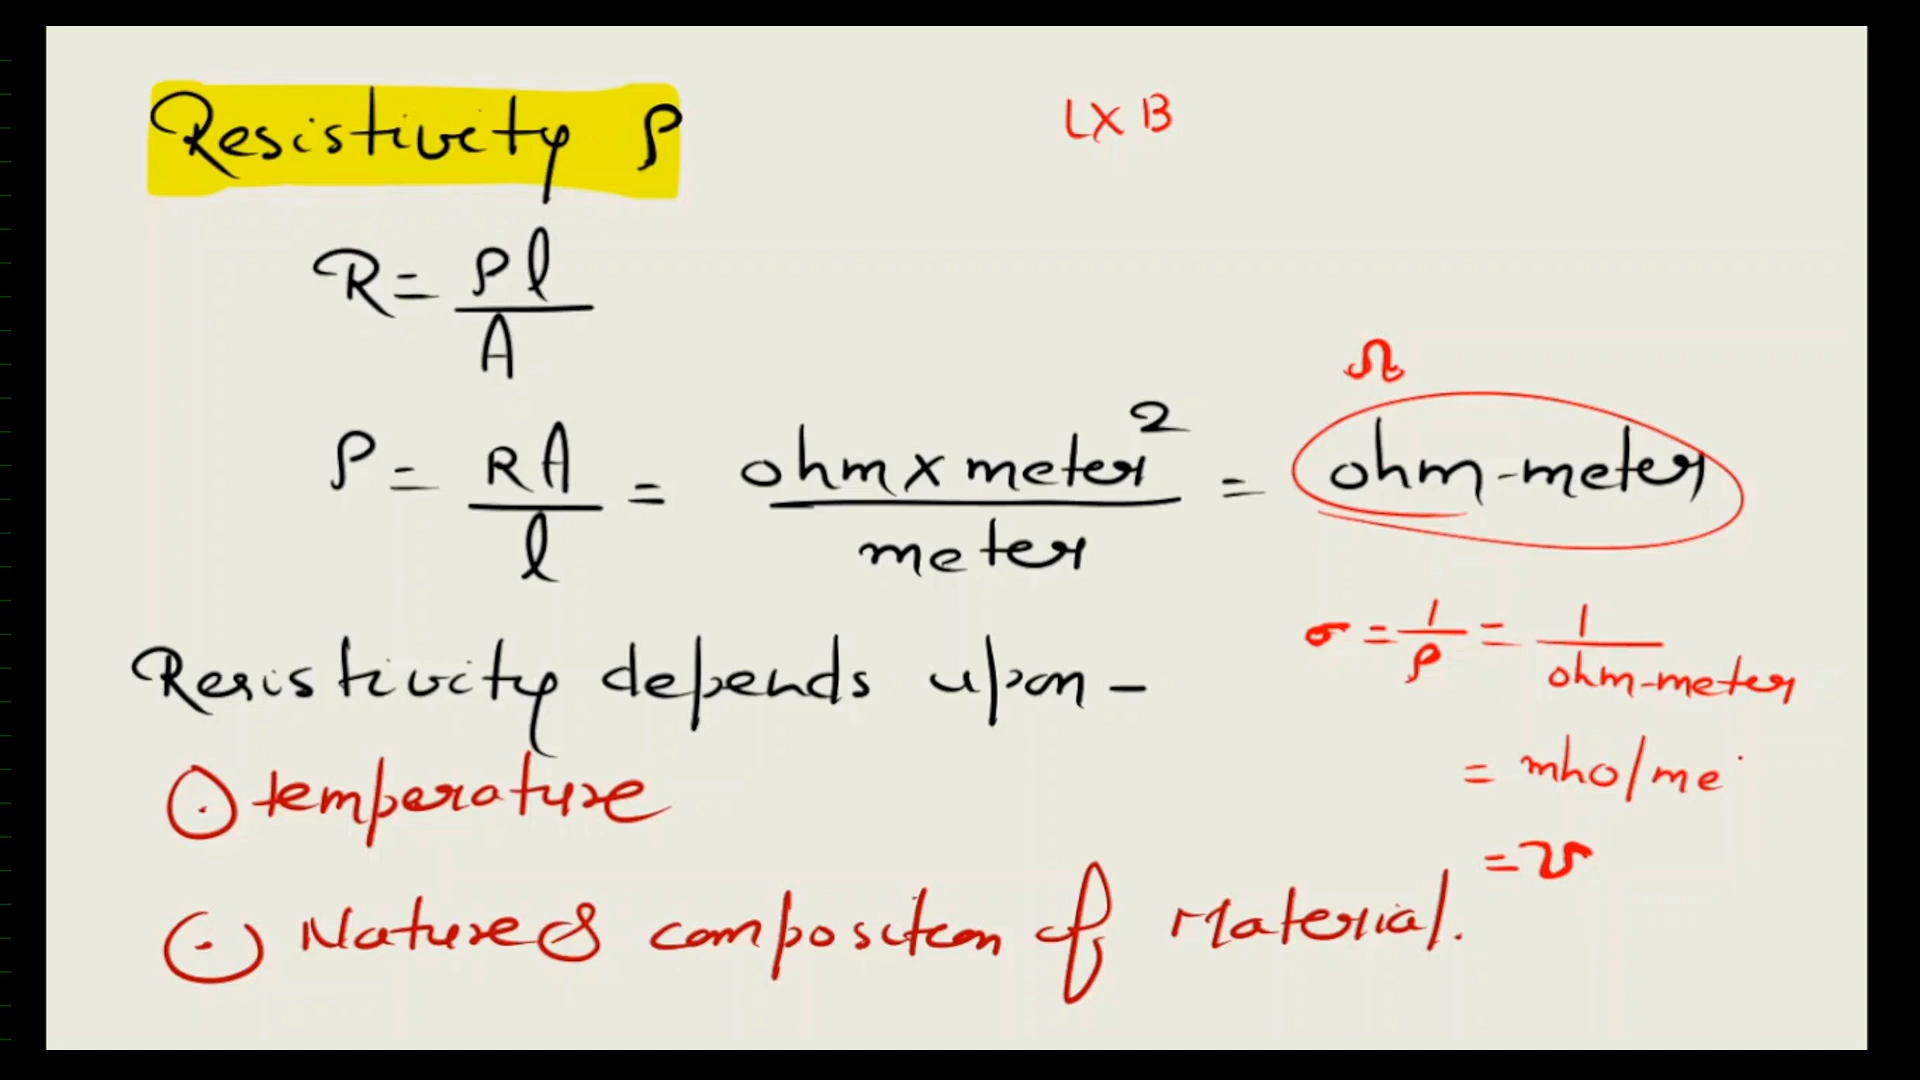 Resistivity ρ
L X B
R = ρl / A
Ω
ρ = RA / l = ohm x meter² / meter = ohm-meter
σ = 1/ρ = 1 / ohm-meter
Resistivity depends upon -
= mho/me
temperature
= ʊ
Nature & composition of Material.